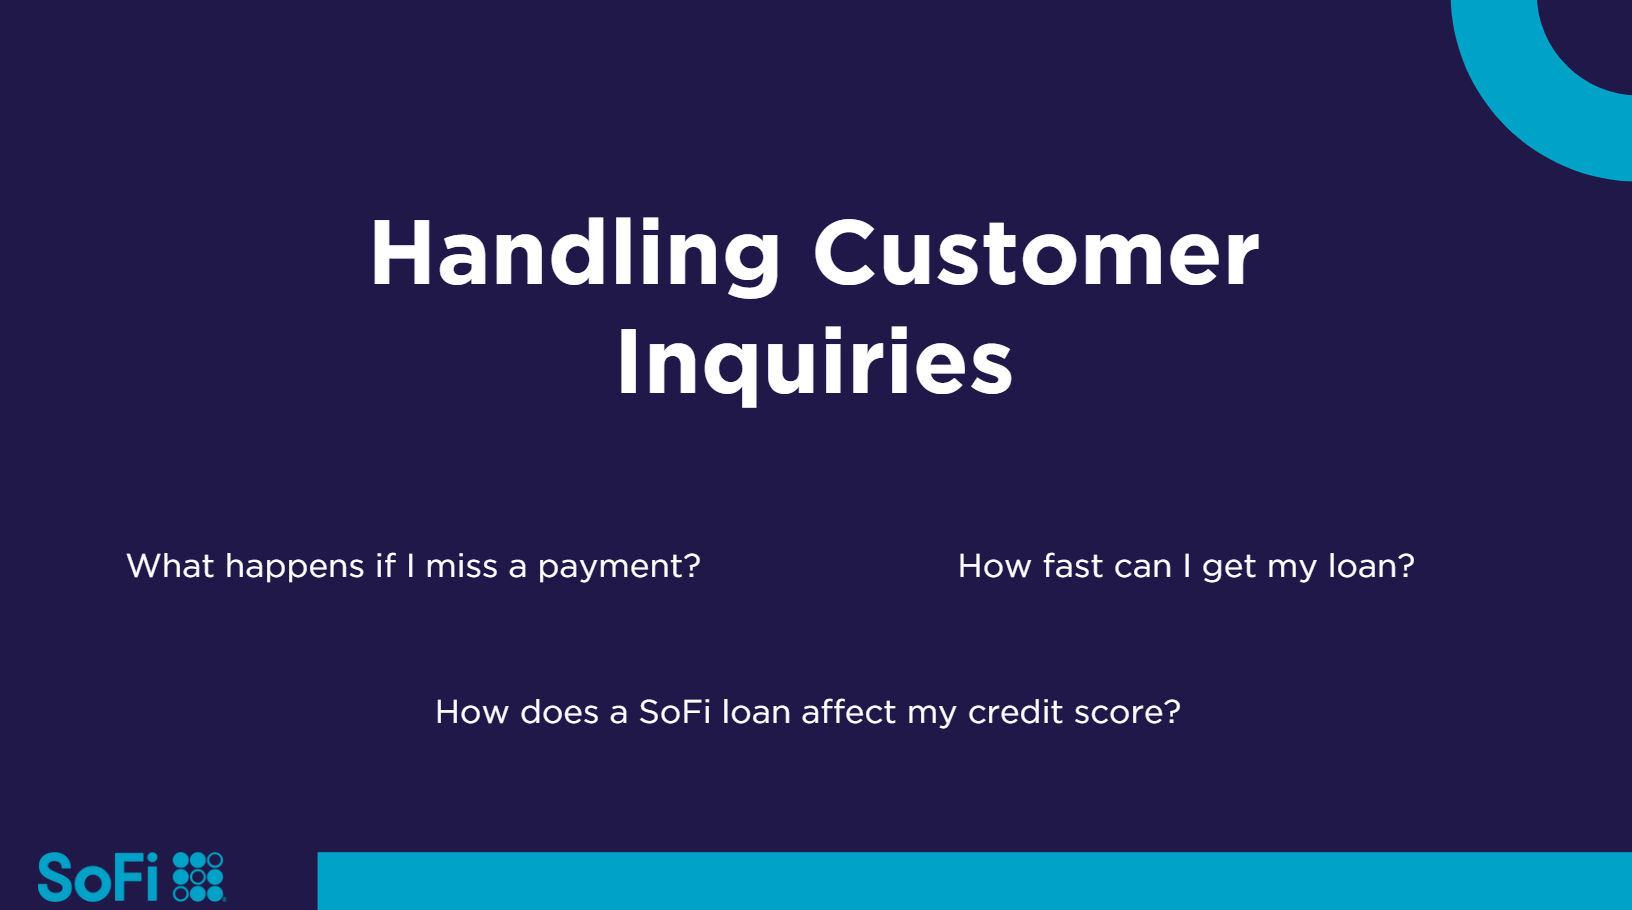 Handling Customer
Inquiries
What happens if I miss a payment?
How fast can I get my loan?
How does a SoFi loan affect my credit score?
SoFi